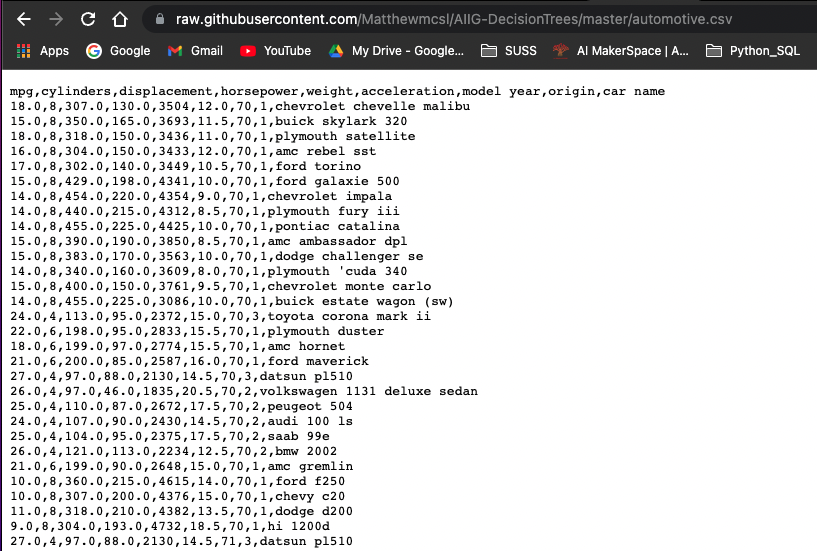 raw.githubusercontent.com/Matthewmcsl/AIIG-DecisionTrees/master/automotive.csv
Apps Google Gmail YouTube My Drive - Google... SUSS AI MakerSpace | A... Python_SQL
mpg,cylinders,displacement,horsepower,weight,acceleration,model year,origin,car name
18.0,8,307.0,130.0,3504,12.0,70,1,chevrolet chevelle malibu
15.0,8,350.0,165.0,3693,11.5,70,1,buick skylark 320
18.0,8,318.0,150.0,3436,11.0,70,1,plymouth satellite
16.0,8,304.0,150.0,3433,12.0,70,1,amc rebel sst
17.0,8,302.0,140.0,3449,10.5,70,1,ford torino
15.0,8,429.0,198.0,4341,10.0,70,1,ford galaxie 500
14.0,8,454.0,220.0,4354,9.0,70,1,chevrolet impala
14.0,8,440.0,215.0,4312,8.5,70,1,plymouth fury iii
14.0,8,455.0,225.0,4425,10.0,70,1,pontiac catalina
15.0,8,390.0,190.0,3850,8.5,70,1,amc ambassador dpl
15.0,8,383.0,170.0,3563,10.0,70,1,dodge challenger se
14.0,8,340.0,160.0,3609,8.0,70,1,plymouth 'cuda 340
15.0,8,400.0,150.0,3761,9.5,70,1,chevrolet monte carlo
14.0,8,455.0,225.0,3086,10.0,70,1,buick estate wagon (sw)
24.0,4,113.0,95.0,2372,15.0,70,3,toyota corona mark ii
22.0,6,198.0,95.0,2833,15.5,70,1,plymouth duster
18.0,6,199.0,97.0,2774,15.5,70,1,amc hornet
21.0,6,200.0,85.0,2587,16.0,70,1,ford maverick
27.0,4,97.0,88.0,2130,14.5,70,3,datsun pl510
26.0,4,97.0,46.0,1835,20.5,70,2,volkswagen 1131 deluxe sedan
25.0,4,110.0,87.0,2672,17.5,70,2,peugeot 504
24.0,4,107.0,90.0,2430,14.5,70,2,audi 100 ls
25.0,4,104.0,95.0,2375,17.5,70,2,saab 99e
26.0,4,121.0,113.0,2234,12.5,70,2,bmw 2002
21.0,6,199.0,90.0,2648,15.0,70,1,amc gremlin
10.0,8,360.0,215.0,4615,14.0,70,1,ford f250
10.0,8,307.0,200.0,4376,15.0,70,1,chevy c20
11.0,8,318.0,210.0,4382,13.5,70,1,dodge d200
9.0,8,304.0,193.0,4732,18.5,70,1,hi 1200d
27.0,4,97.0,88.0,2130,14.5,71,3,datsun pl510